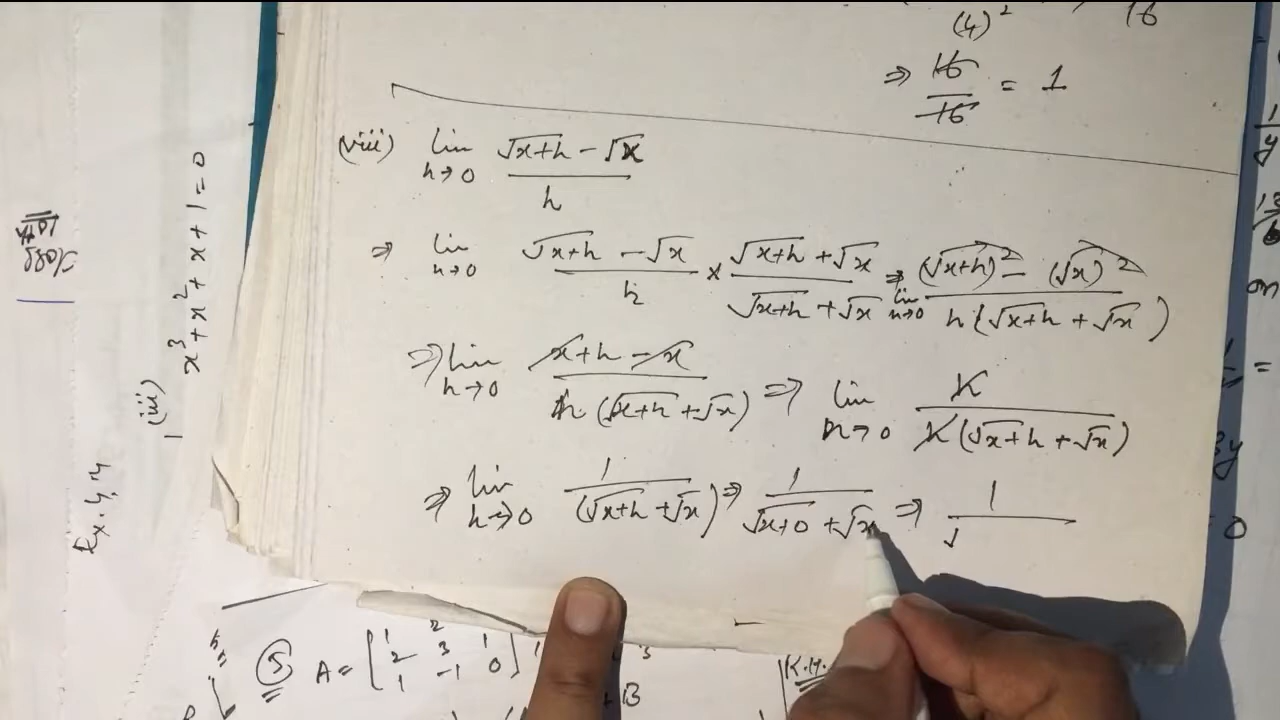 (4)² 16
⇒ 16/16 = 1
(viii) lim h→0 (√x+h − √x)/h
⇒ lim h→0 (√x+h − √x)/h × (√x+h + √x)/(√x+h + √x) ⇒ lim h→0 ((√x+h)² − (√x)²)/(h(√x+h + √x))
⇒ lim h→0 (x+h − x)/(h(√x+h + √x)) ⇒ lim h→0 h/(h(√x+h + √x))
⇒ lim h→0 1/(√x+h + √x) ⇒ 1/(√x+0 + √x) ⇒ 1/√
(iii) x³ + x² + x + 1 = 0
Ex. 4.4
(5) A = [1 2 1
2 3 0
1 −1
+ B